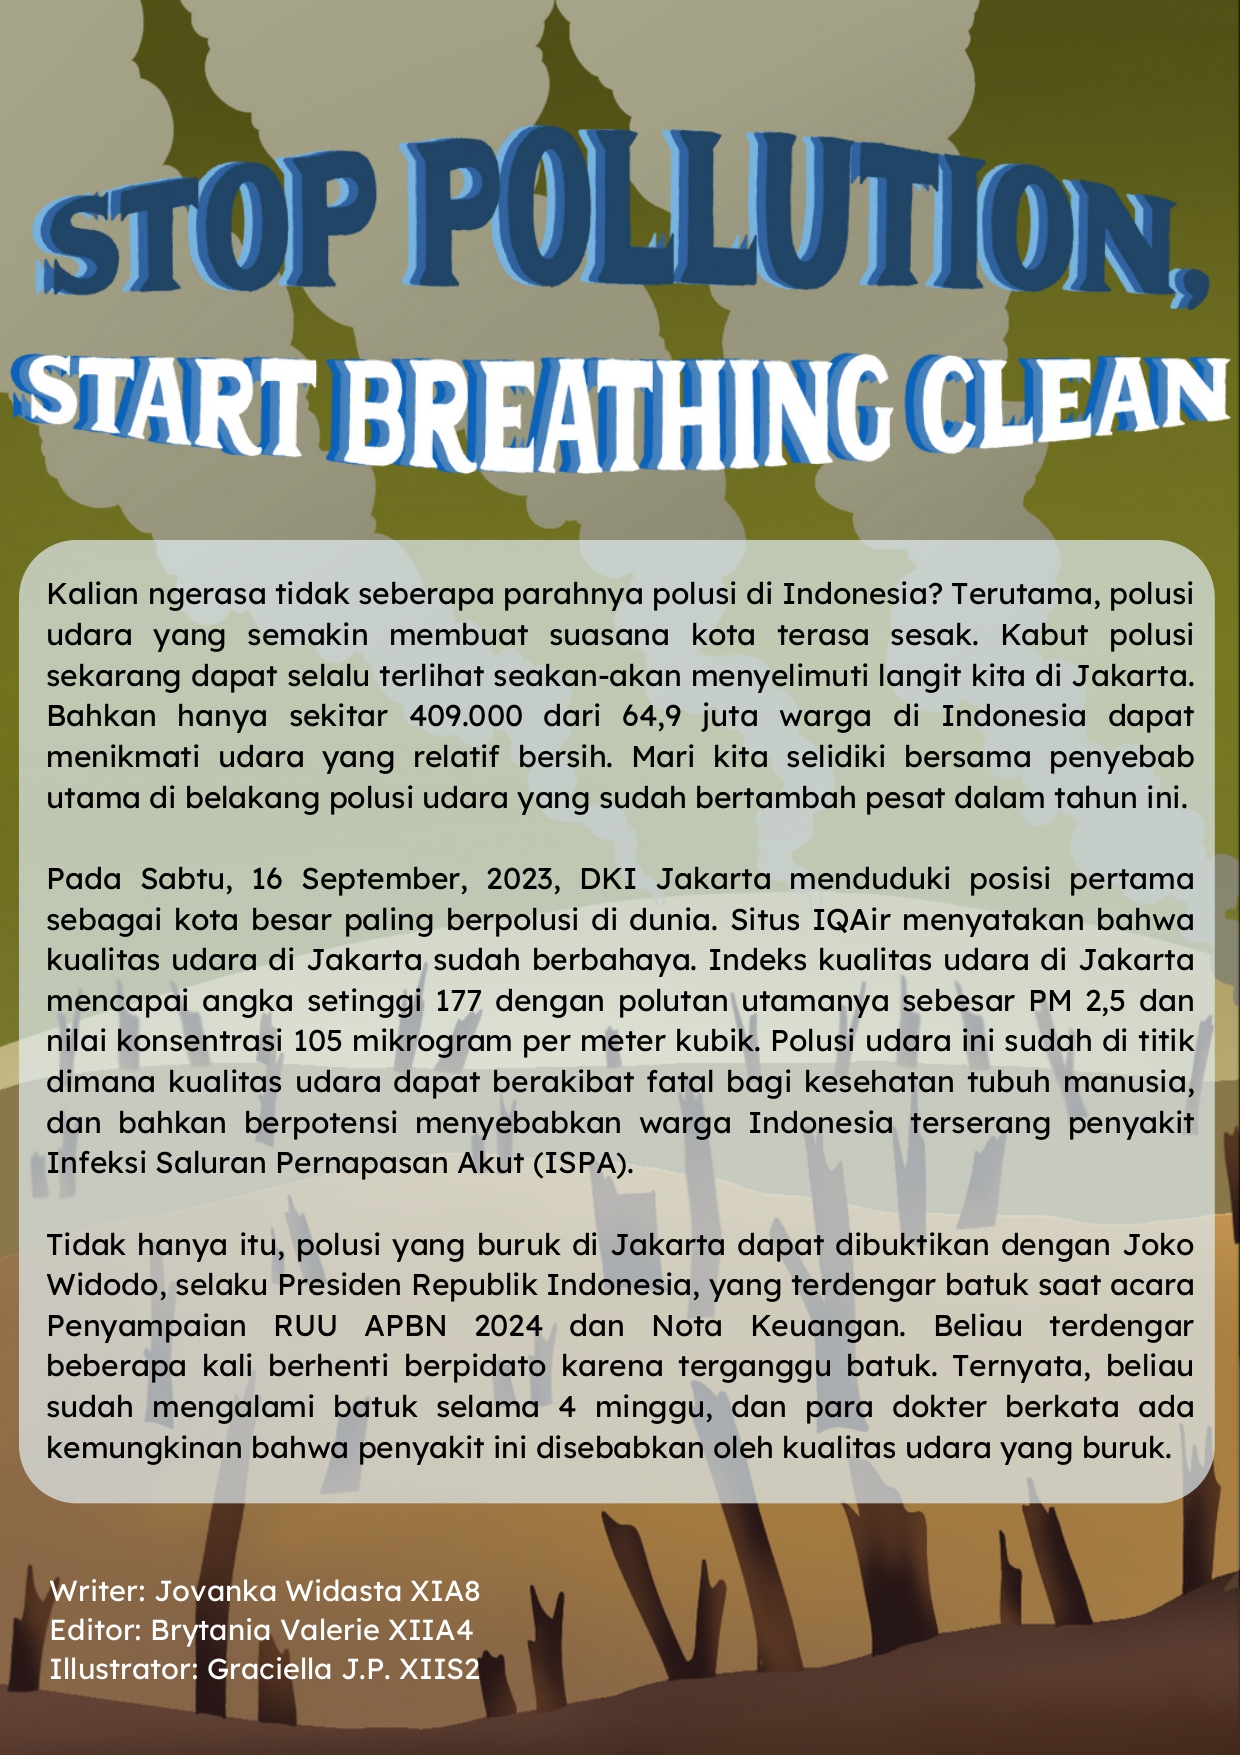 STOP POLLUTION,
START BREATHING CLEAN
Kalian ngerasa tidak seberapa parahnya polusi di Indonesia? Terutama, polusi
udara yang semakin membuat suasana kota terasa sesak. Kabut polusi
sekarang dapat selalu terlihat seakan-akan menyelimuti langit kita di Jakarta.
Bahkan hanya sekitar 409.000 dari 64,9 juta warga di Indonesia dapat
menikmati udara yang relatif bersih. Mari kita selidiki bersama penyebab
utama di belakang polusi udara yang sudah bertambah pesat dalam tahun ini.
Pada Sabtu, 16 September, 2023, DKI Jakarta menduduki posisi pertama
sebagai kota besar paling berpolusi di dunia. Situs IQAir menyatakan bahwa
kualitas udara di Jakarta sudah berbahaya. Indeks kualitas udara di Jakarta
mencapai angka setinggi 177 dengan polutan utamanya sebesar PM 2,5 dan
nilai konsentrasi 105 mikrogram per meter kubik. Polusi udara ini sudah di titik
dimana kualitas udara dapat berakibat fatal bagi kesehatan tubuh manusia,
dan bahkan berpotensi menyebabkan warga Indonesia terserang penyakit
Infeksi Saluran Pernapasan Akut (ISPA).
Tidak hanya itu, polusi yang buruk di Jakarta dapat dibuktikan dengan Joko
Widodo, selaku Presiden Republik Indonesia, yang terdengar batuk saat acara
Penyampaian RUU APBN 2024 dan Nota Keuangan. Beliau terdengar
beberapa kali berhenti berpidato karena terganggu batuk. Ternyata, beliau
sudah mengalami batuk selama 4 minggu, dan para dokter berkata ada
kemungkinan bahwa penyakit ini disebabkan oleh kualitas udara yang buruk.
Writer: Jovanka Widasta XIA8
Editor: Brytania Valerie XIIA4
Illustrator: Graciella J.P. XIIS2